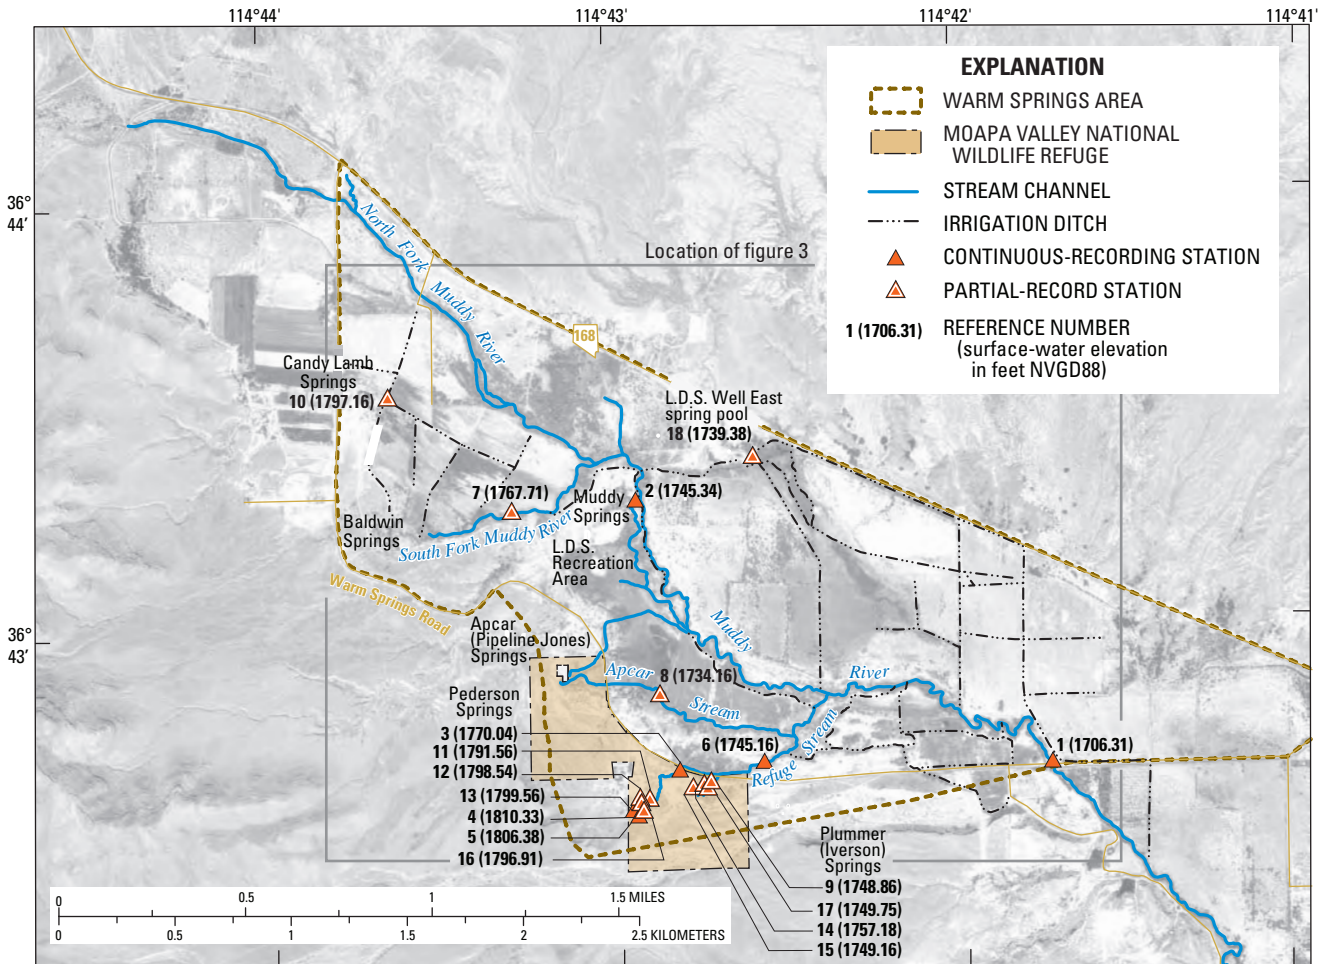 114°44'
114°43'
114°42'
114°41'
36°
44'
36°
43'
EXPLANATION
WARM SPRINGS AREA
MOAPA VALLEY NATIONAL
WILDLIFE REFUGE
STREAM CHANNEL
IRRIGATION DITCH
CONTINUOUS-RECORDING STATION
PARTIAL-RECORD STATION
1 (1706.31)
REFERENCE NUMBER
(surface-water elevation
in feet NVGD88)
Location of figure 3
North Fork
Muddy River
168
Candy Lamb
Springs
10 (1797.16)
L.D.S. Well East
spring pool
18 (1739.38)
7 (1767.71)
Muddy
Springs
2 (1745.34)
Baldwin
Springs
South Fork Muddy River
L.D.S.
Recreation
Area
Warm Springs Road
Apcar
(Pipeline Jones)
Springs
Muddy
River
Apcar
Stream
8 (1734.16)
Pederson
Springs
3 (1770.04)
11 (1791.56)
12 (1798.54)
13 (1799.56)
4 (1810.33)
5 (1806.38)
16 (1796.91)
6 (1745.16)
Refuge Stream
1 (1706.31)
Plummer
(Iverson)
Springs
9 (1748.86)
17 (1749.75)
14 (1757.18)
15 (1749.16)
0 0.5 1 1.5 MILES
0 0.5 1 1.5 2 2.5 KILOMETERS